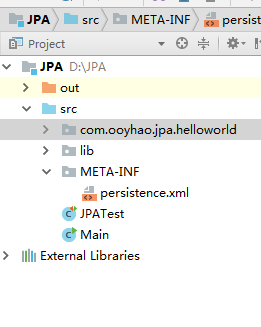 JPA src META-INF persist
Project
JPA D:\JPA
out
src
com.ooyhao.jpa.helloworld
lib
META-INF
persistence.xml
JPATest
Main
External Libraries